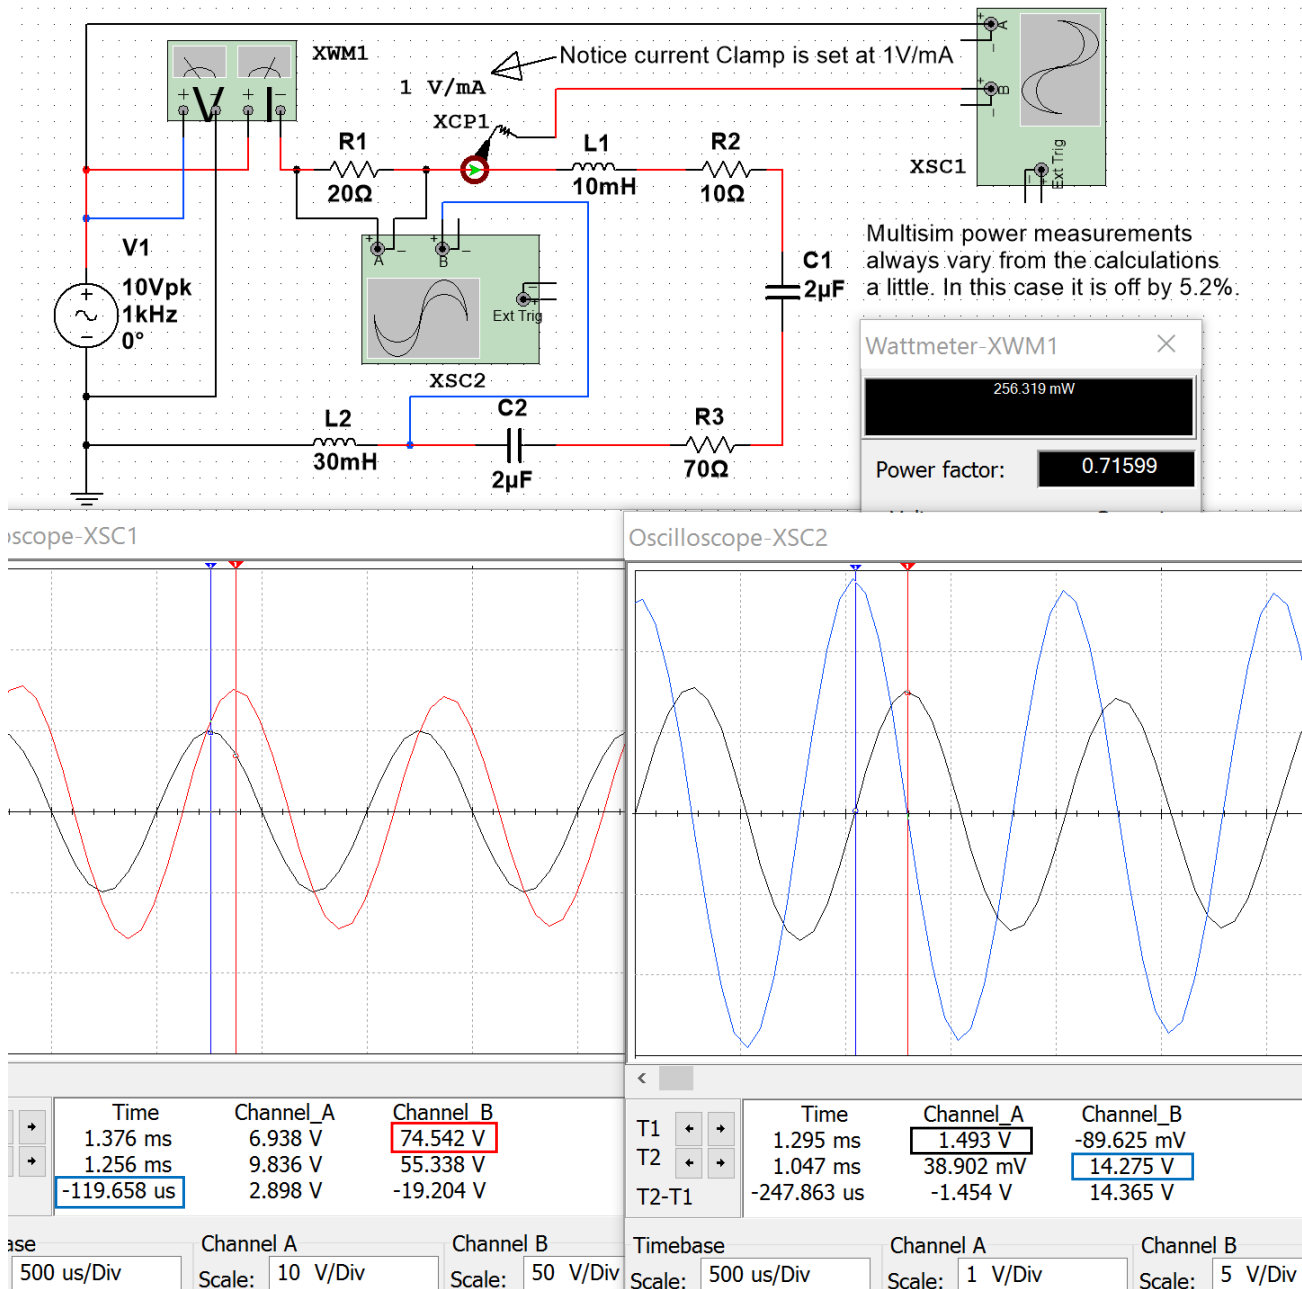 XWM1
Notice current Clamp is set at 1V/mA
1 V/mA
XCP1
V I
+ - + -
R1
20Ω
L1
10mH
R2
10Ω
A
B
Ext Trig
XSC1
V1
10Vpk
1kHz
0°
A
B
Ext Trig
XSC2
C1
2µF
Multisim power measurements
always vary from the calculations
a little. In this case it is off by 5.2%.
L2
30mH
C2
2µF
R3
70Ω
Wattmeter-XWM1
256.319 mW
Power factor:
0.71599
oscope-XSC1
Oscilloscope-XSC2
Time Channel_A Channel_B
1.376 ms 6.938 V 74.542 V
1.256 ms 9.836 V 55.338 V
-119.658 us 2.898 V -19.204 V
Channel A
Channel B
500 us/Div
Scale: 10 V/Div
Scale: 50 V/Div
Time Channel_A Channel_B
T1 1.295 ms 1.493 V -89.625 mV
T2 1.047 ms 38.902 mV 14.275 V
T2-T1 -247.863 us -1.454 V 14.365 V
Timebase
Channel A
Channel B
Scale: 500 us/Div
Scale: 1 V/Div
Scale: 5 V/Div